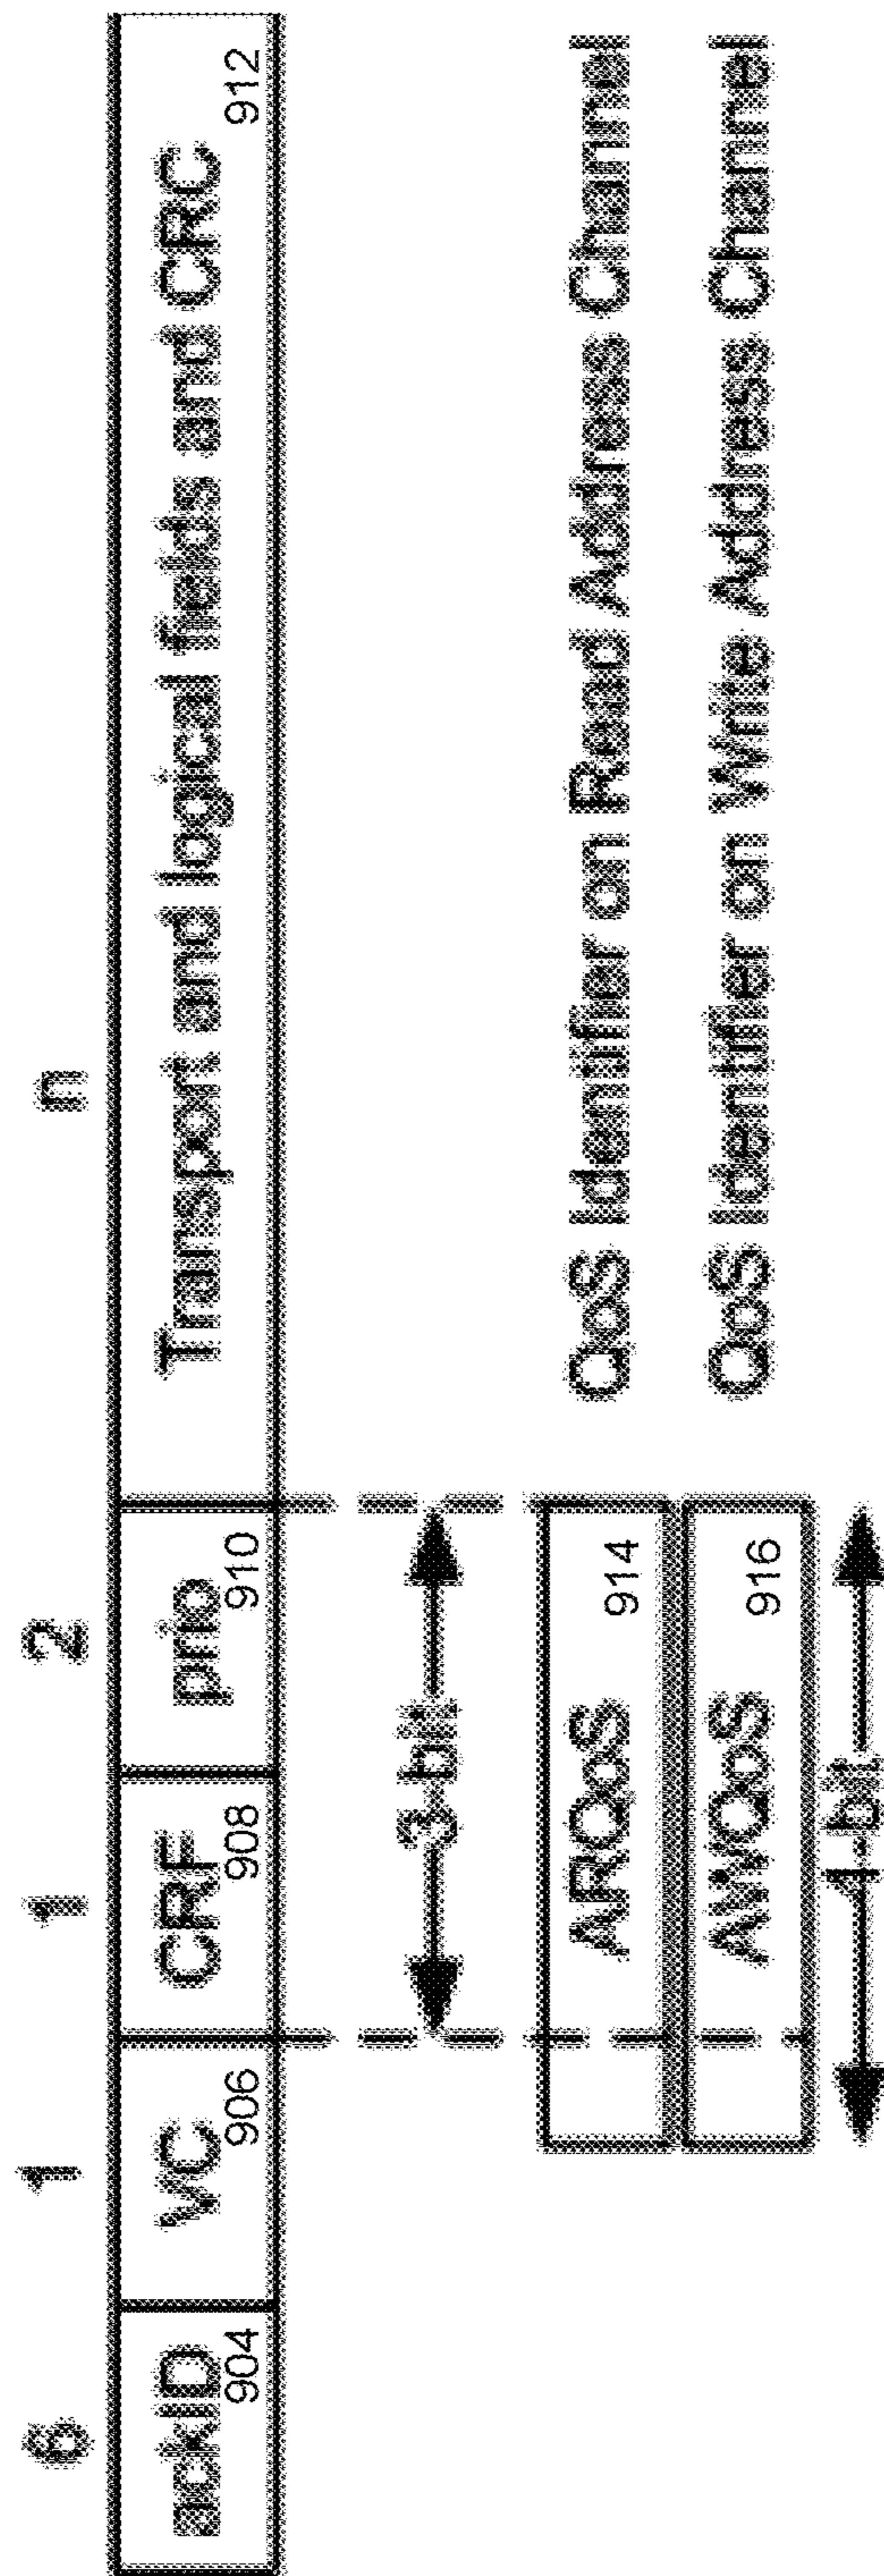 6 1 1 2 n
ackID VC CRF prio Transport and logical fields and CRC
904 906 908 910 912
3-bit
ARQoS QoS Identifier on Read Address Channel
914
AWQoS QoS Identifier on Write Address Channel
916
4 bit